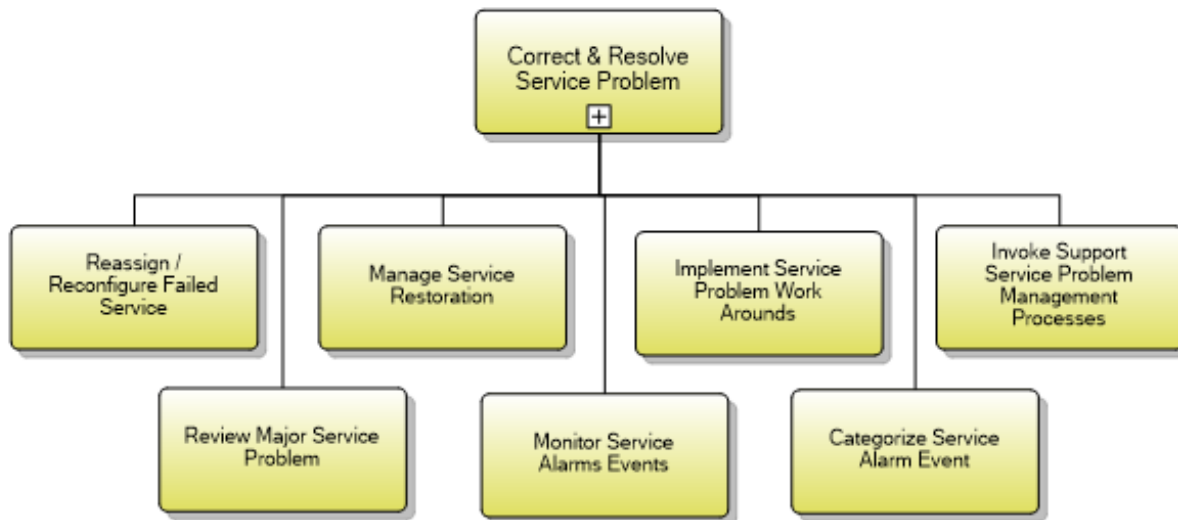 Correct & Resolve
Service Problem
Reassign /
Reconfigure Failed
Service
Manage Service
Restoration
Implement Service
Problem Work
Arounds
Invoke Support
Service Problem
Management
Processes
Review Major Service
Problem
Monitor Service
Alarms Events
Categorize Service
Alarm Event